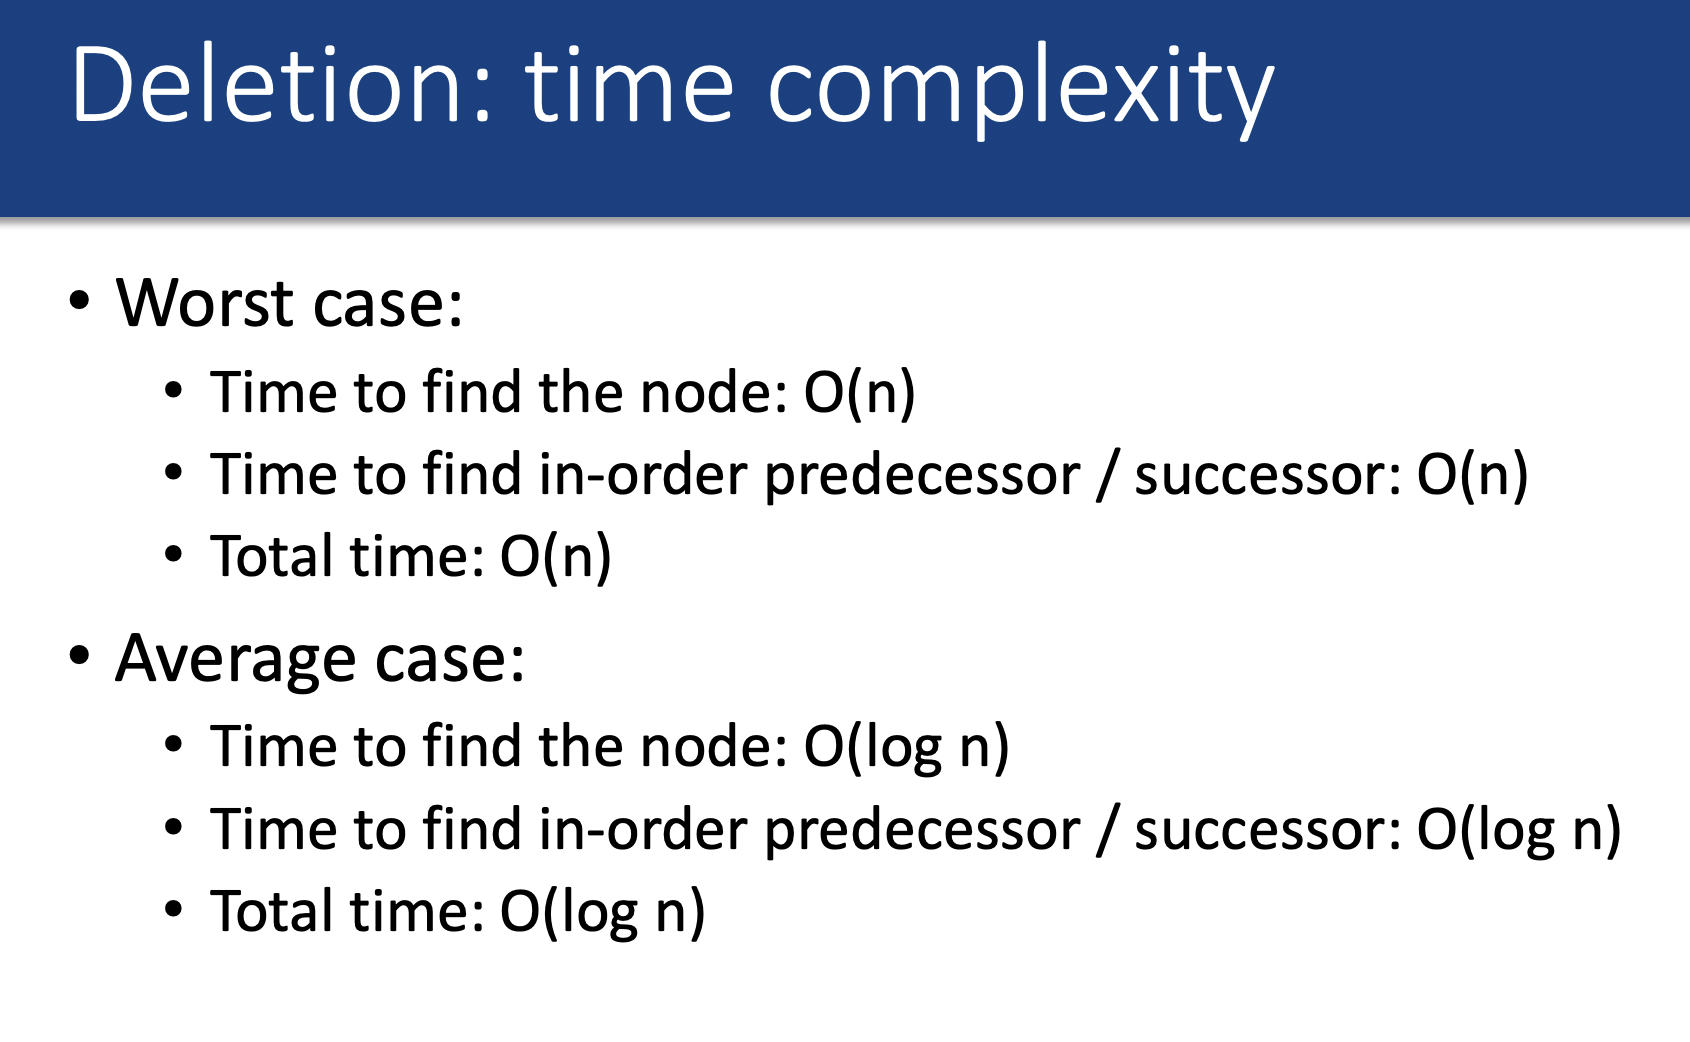 Deletion: time complexity
• Worst case:
• Time to find the node: O(n)
• Time to find in-order predecessor / successor: O(n)
• Total time: O(n)
• Average case:
• Time to find the node: O(log n)
• Time to find in-order predecessor / successor: O(log n)
• Total time: O(log n)